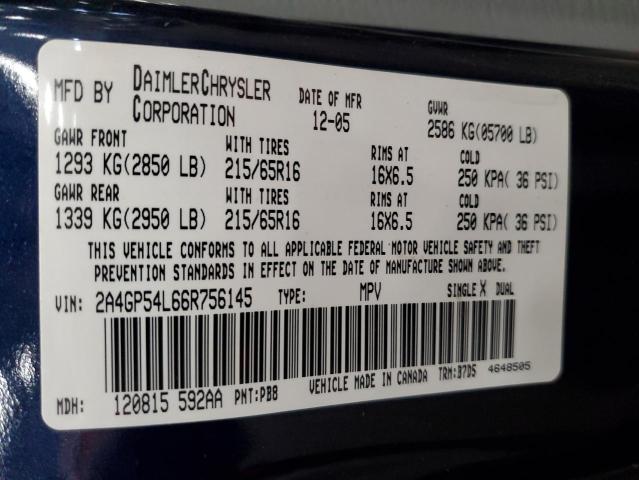 MFD BY DAIMLERCHRYSLER CORPORATION DATE OF MFR 12-05 GVWR 2586 KG(05700 LB)
GAWR FRONT WITH TIRES RIMS AT COLD
1293 KG(2850 LB) 215/65R16 16X6.5 250 KPA( 36 PSI)
GAWR REAR WITH TIRES RIMS AT COLD
1339 KG(2950 LB) 215/65R16 16X6.5 250 KPA( 36 PSI)
THIS VEHICLE CONFORMS TO ALL APPLICABLE FEDERAL MOTOR VEHICLE SAFETY AND THEFT
PREVENTION STANDARDS IN EFFECT ON THE DATE OF MANUFACTURE SHOWN ABOVE.
VIN: 2A4GP54L66R756145 TYPE: MPV SINGLE X DUAL
MDH: 120815 592AA PNT:PB8 VEHICLE MADE IN CANADA TRM:B7D5 4648505